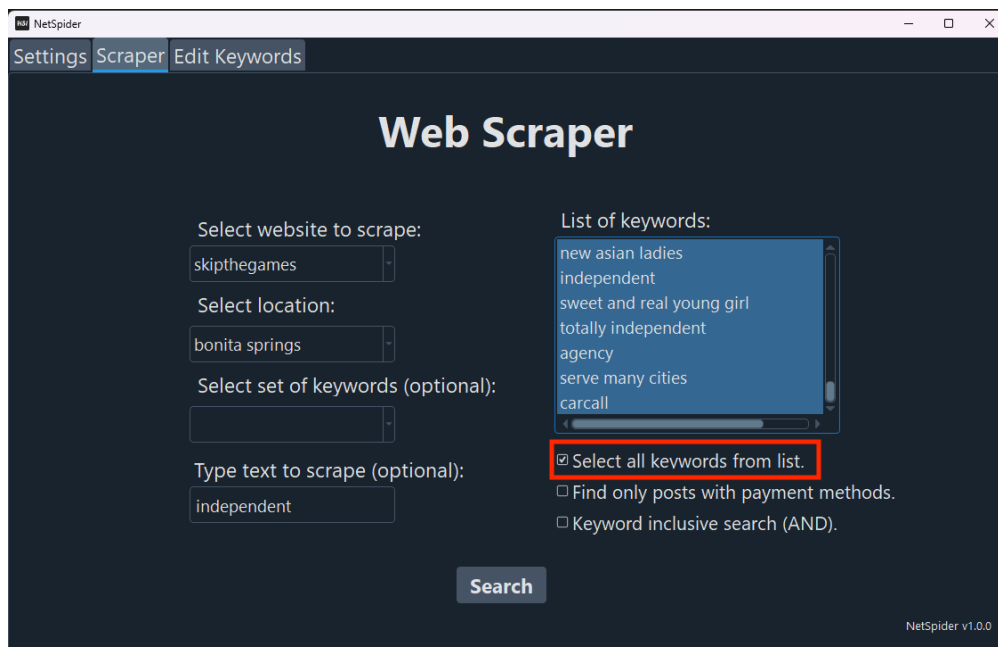 NSI NetSpider
Settings Scraper Edit Keywords
Web Scraper
Select website to scrape:
skipthegames
Select location:
bonita springs
Select set of keywords (optional):
Type text to scrape (optional):
independent
List of keywords:
new asian ladies
independent
sweet and real young girl
totally independent
agency
serve many cities
carcall
Select all keywords from list.
Find only posts with payment methods.
Keyword inclusive search (AND).
Search
NetSpider v1.0.0